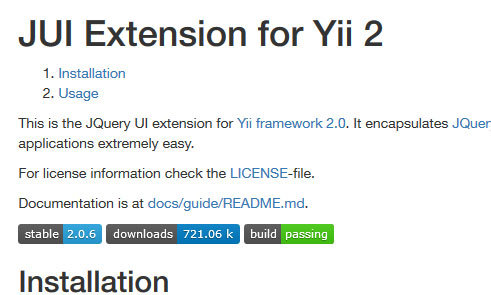 JUI Extension for Yii 2
1. Installation
2. Usage
This is the JQuery UI extension for Yii framework 2.0. It encapsulates JQuer
applications extremely easy.
For license information check the LICENSE-file.
Documentation is at docs/guide/README.md.
stable 2.0.6 downloads 721.06 k build passing
Installation